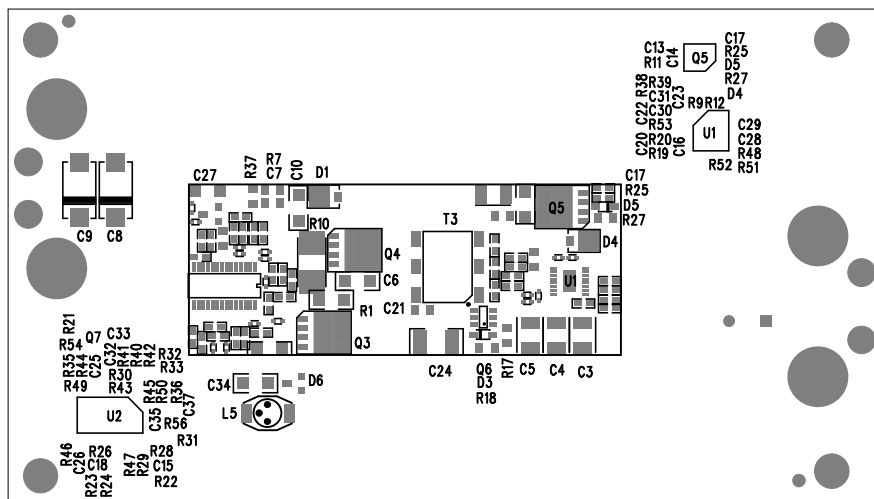 C17
C13
R25
R11
C14
Q5
D5
R27
R38
R39
D4
C31
C23
R9
R12
C22
C30
R53
U1
C29
C20
R20
C16
C28
R19
R48
R52
R51
C27
R37
R7
C7
C10
D1
C17
R25
Q5
D5
R27
T3
R10
Q4
D4
C9
C8
C6
U1
R1
C21
Q3
R21
Q7
C33
R54
R35
R44
C25
C32
R41
R40
R42
R32
R33
R30
R49
R43
R45
R50
R36
C37
C34
D6
C24
Q6
D3
R18
R17
C5
C4
C3
U2
C35
R56
L5
R31
R46
C26
R26
C18
R47
R29
R28
C15
R23
R24
R22